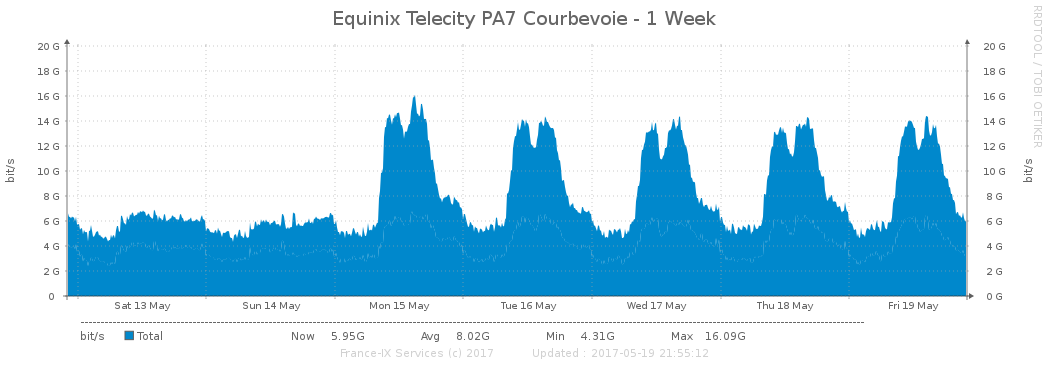 Equinix Telecity PA7 Courbevoie - 1 Week
RRDTOOL / TOBI OETIKER
20 G 20 G
18 G 18 G
16 G 16 G
14 G 14 G
12 G 12 G
10 G 10 G
8 G 8 G
6 G 6 G
4 G 4 G
2 G 2 G
0 0 G
bit/s
bit/s
Sat 13 May Sun 14 May Mon 15 May Tue 16 May Wed 17 May Thu 18 May Fri 19 May
bit/s Total Now 5.95G Avg 8.02G Min 4.31G Max 16.09G
France-IX Services (c) 2017 Updated : 2017-05-19 21:55:12